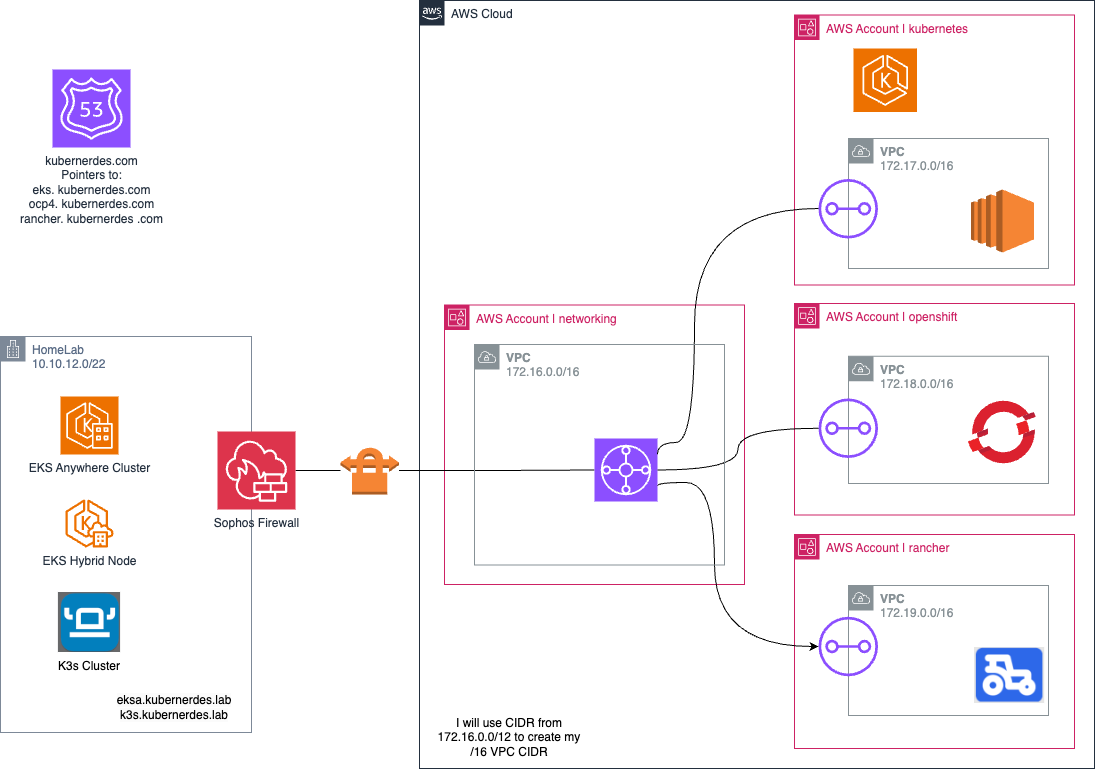 aws
AWS Cloud
53
kubernerdes.com
Pointers to:
eks. kubernerdes.com
ocp4. kubernerdes.com
rancher. kubernerdes .com
HomeLab
10.10.12.0/22
K
EKS Anywhere Cluster
K
EKS Hybrid Node
K3s Cluster
eksa.kubernerdes.lab
k3s.kubernerdes.lab
Sophos Firewall
AWS Account | networking
VPC
172.16.0.0/16
AWS Account | kubernetes
K
VPC
172.17.0.0/16
AWS Account | openshift
VPC
172.18.0.0/16
AWS Account | rancher
VPC
172.19.0.0/16
I will use CIDR from
172.16.0.0/12 to create my
/16 VPC CIDR